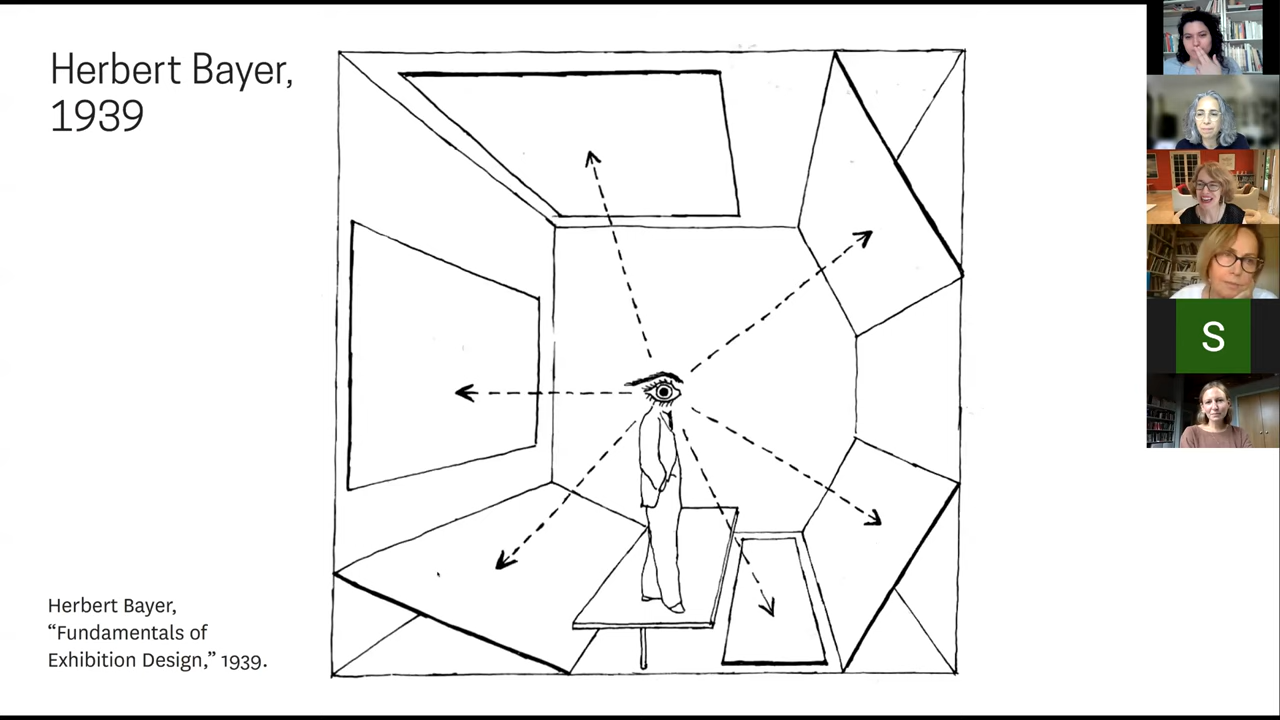 Herbert Bayer,
1939
Herbert Bayer,
“Fundamentals of
Exhibition Design,” 1939.
S